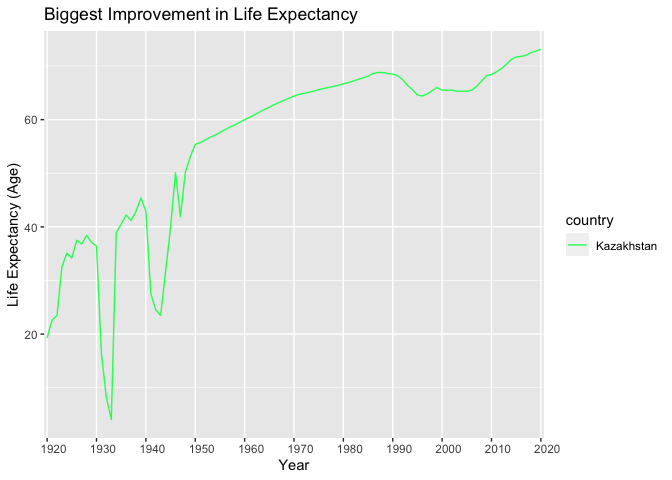 Biggest Improvement in Life Expectancy
Life Expectancy (Age)
60
40
20
1920 1930 1940 1950 1960 1970 1980 1990 2000 2010 2020
Year
country
Kazakhstan